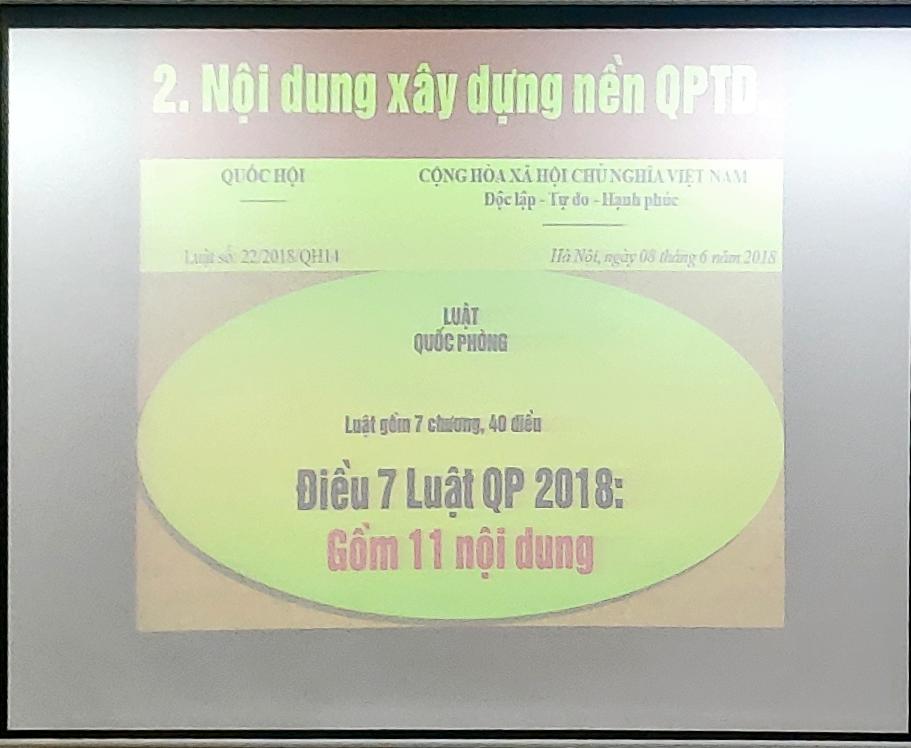 2. Nội dung xây dựng nền QPTD.
QUỐC HỘI
CỘNG HÒA XÃ HỘI CHỦ NGHĨA VIỆT NAM
Độc lập - Tự do - Hạnh phúc
Luật số: 22/2018/QH14
Hà Nội, ngày 08 tháng 6 năm 2018
LUẬT
QUỐC PHÒNG
Luật gồm 7 chương, 40 điều
Điều 7 Luật QP 2018:
Gồm 11 nội dung